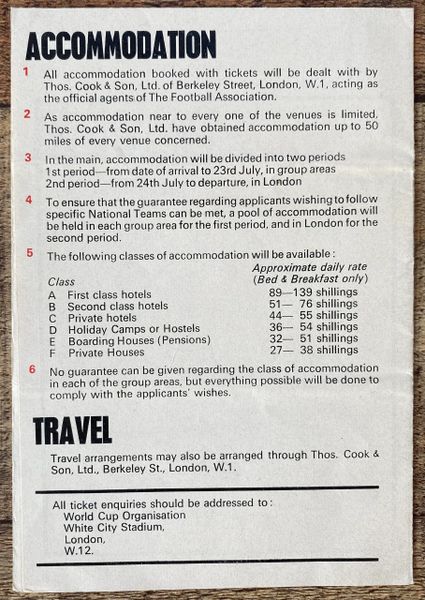 ACCOMMODATION
1 All accommodation booked with tickets will be dealt with by
Thos. Cook & Son, Ltd. of Berkeley Street, London, W.1, acting as
the official agents of The Football Association.
2 As accommodation near to every one of the venues is limited,
Thos. Cook & Son, Ltd. have obtained accommodation up to 50
miles of every venue concerned.
3 In the main, accommodation will be divided into two periods
1st period—from date of arrival to 23rd July, in group areas
2nd period—from 24th July to departure, in London
4 To ensure that the guarantee regarding applicants wishing to follow
specific National Teams can be met, a pool of accommodation will
be held in each group area for the first period, and in London for the
second period.
5 The following classes of accommodation will be available :
Approximate daily rate
Class (Bed & Breakfast only)
A First class hotels 89—139 shillings
B Second class hotels 51— 76 shillings
C Private hotels 44— 55 shillings
D Holiday Camps or Hostels 36— 54 shillings
E Boarding Houses (Pensions) 32— 51 shillings
F Private Houses 27— 38 shillings
6 No guarantee can be given regarding the class of accommodation
in each of the group areas, but everything possible will be done to
comply with the applicants' wishes.
TRAVEL
Travel arrangements may also be arranged through Thos. Cook &
Son, Ltd., Berkeley St., London, W.1.
All ticket enquiries should be addressed to :
World Cup Organisation
White City Stadium,
London,
W.12.